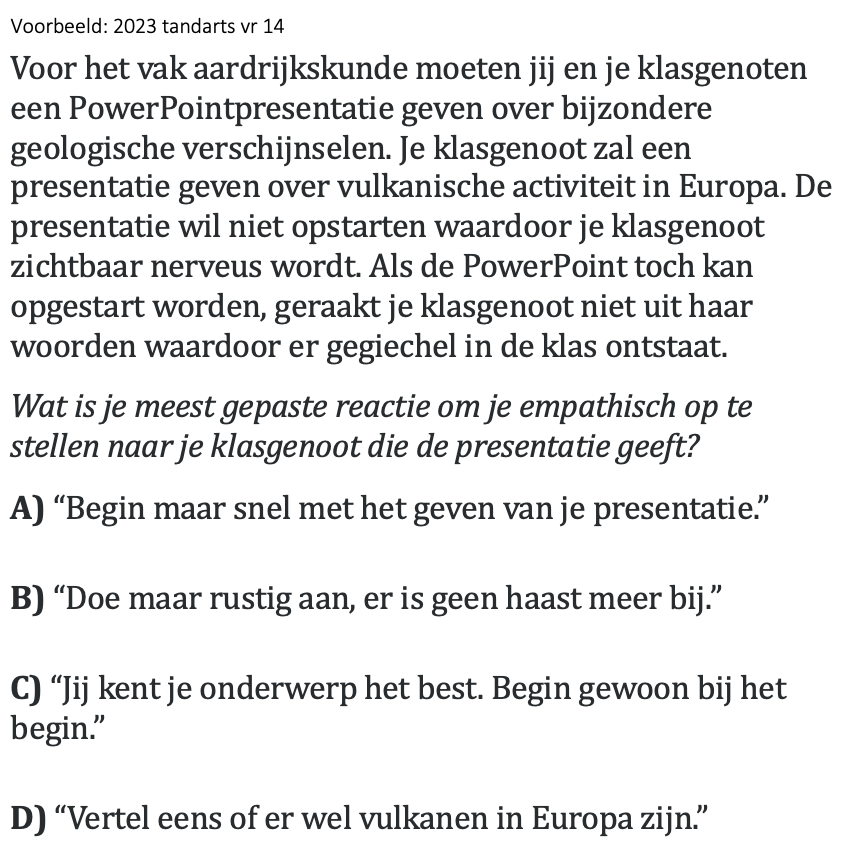 Voorbeeld: 2023 tandarts vr 14
Voor het vak aardrijkskunde moeten jij en je klasgenoten
een PowerPointpresentatie geven over bijzondere
geologische verschijnselen. Je klasgenoot zal een
presentatie geven over vulkanische activiteit in Europa. De
presentatie wil niet opstarten waardoor je klasgenoot
zichtbaar nerveus wordt. Als de PowerPoint toch kan
opgestart worden, geraakt je klasgenoot niet uit haar
woorden waardoor er gegiechel in de klas ontstaat.
Wat is je meest gepaste reactie om je empathisch op te
stellen naar je klasgenoot die de presentatie geeft?
A) “Begin maar snel met het geven van je presentatie.”
B) “Doe maar rustig aan, er is geen haast meer bij.”
C) “Jij kent je onderwerp het best. Begin gewoon bij het
begin.”
D) “Vertel eens of er wel vulkanen in Europa zijn.”